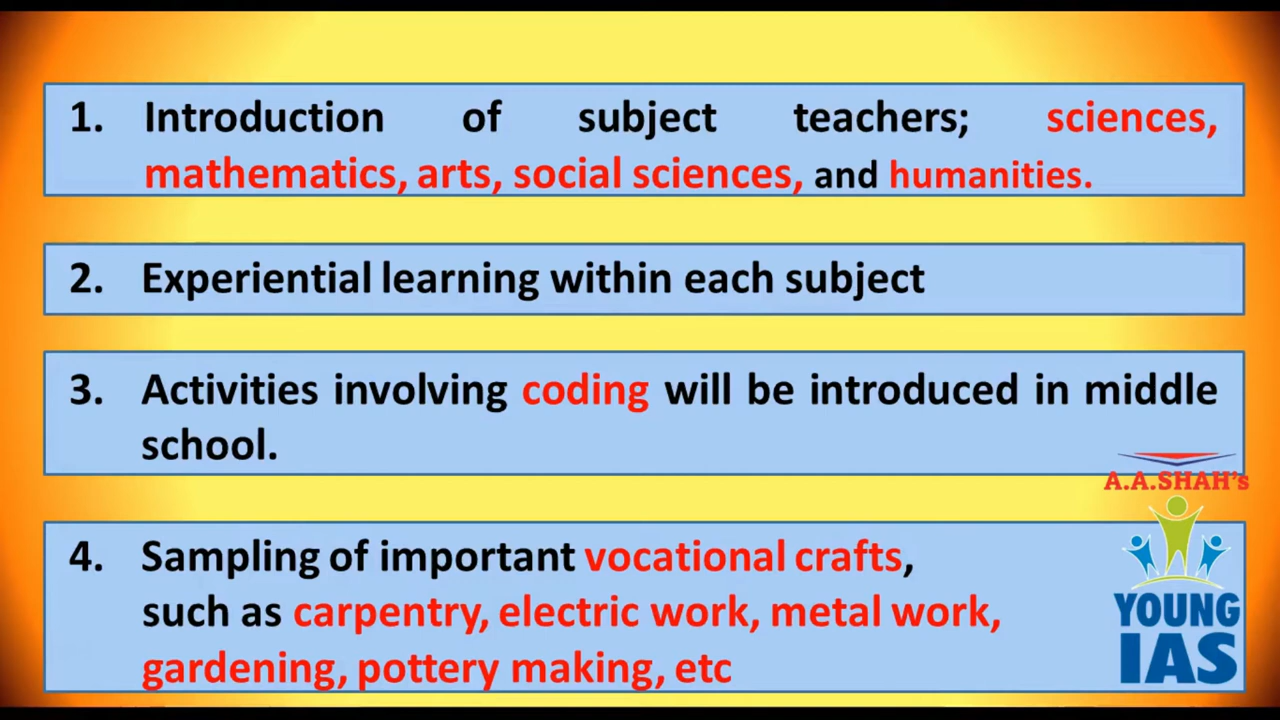 1. Introduction of subject teachers; sciences,
mathematics, arts, social sciences, and humanities.
2. Experiential learning within each subject
3. Activities involving coding will be introduced in middle
school.
4. Sampling of important vocational crafts,
such as carpentry, electric work, metal work,
gardening, pottery making, etc
A.A.SHAH's
YOUNG
IAS